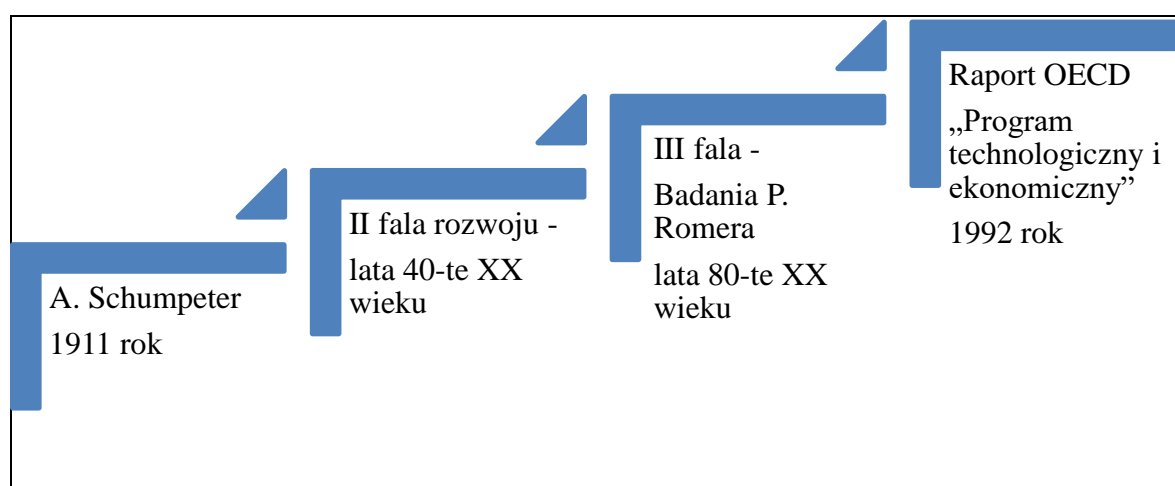 A. Schumpeter
1911 rok
II fala rozwoju -
lata 40-te XX
wieku
III fala -
Badania P.
Romera
lata 80-te XX
wieku
Raport OECD
„Program
technologiczny i
ekonomiczny”
1992 rok